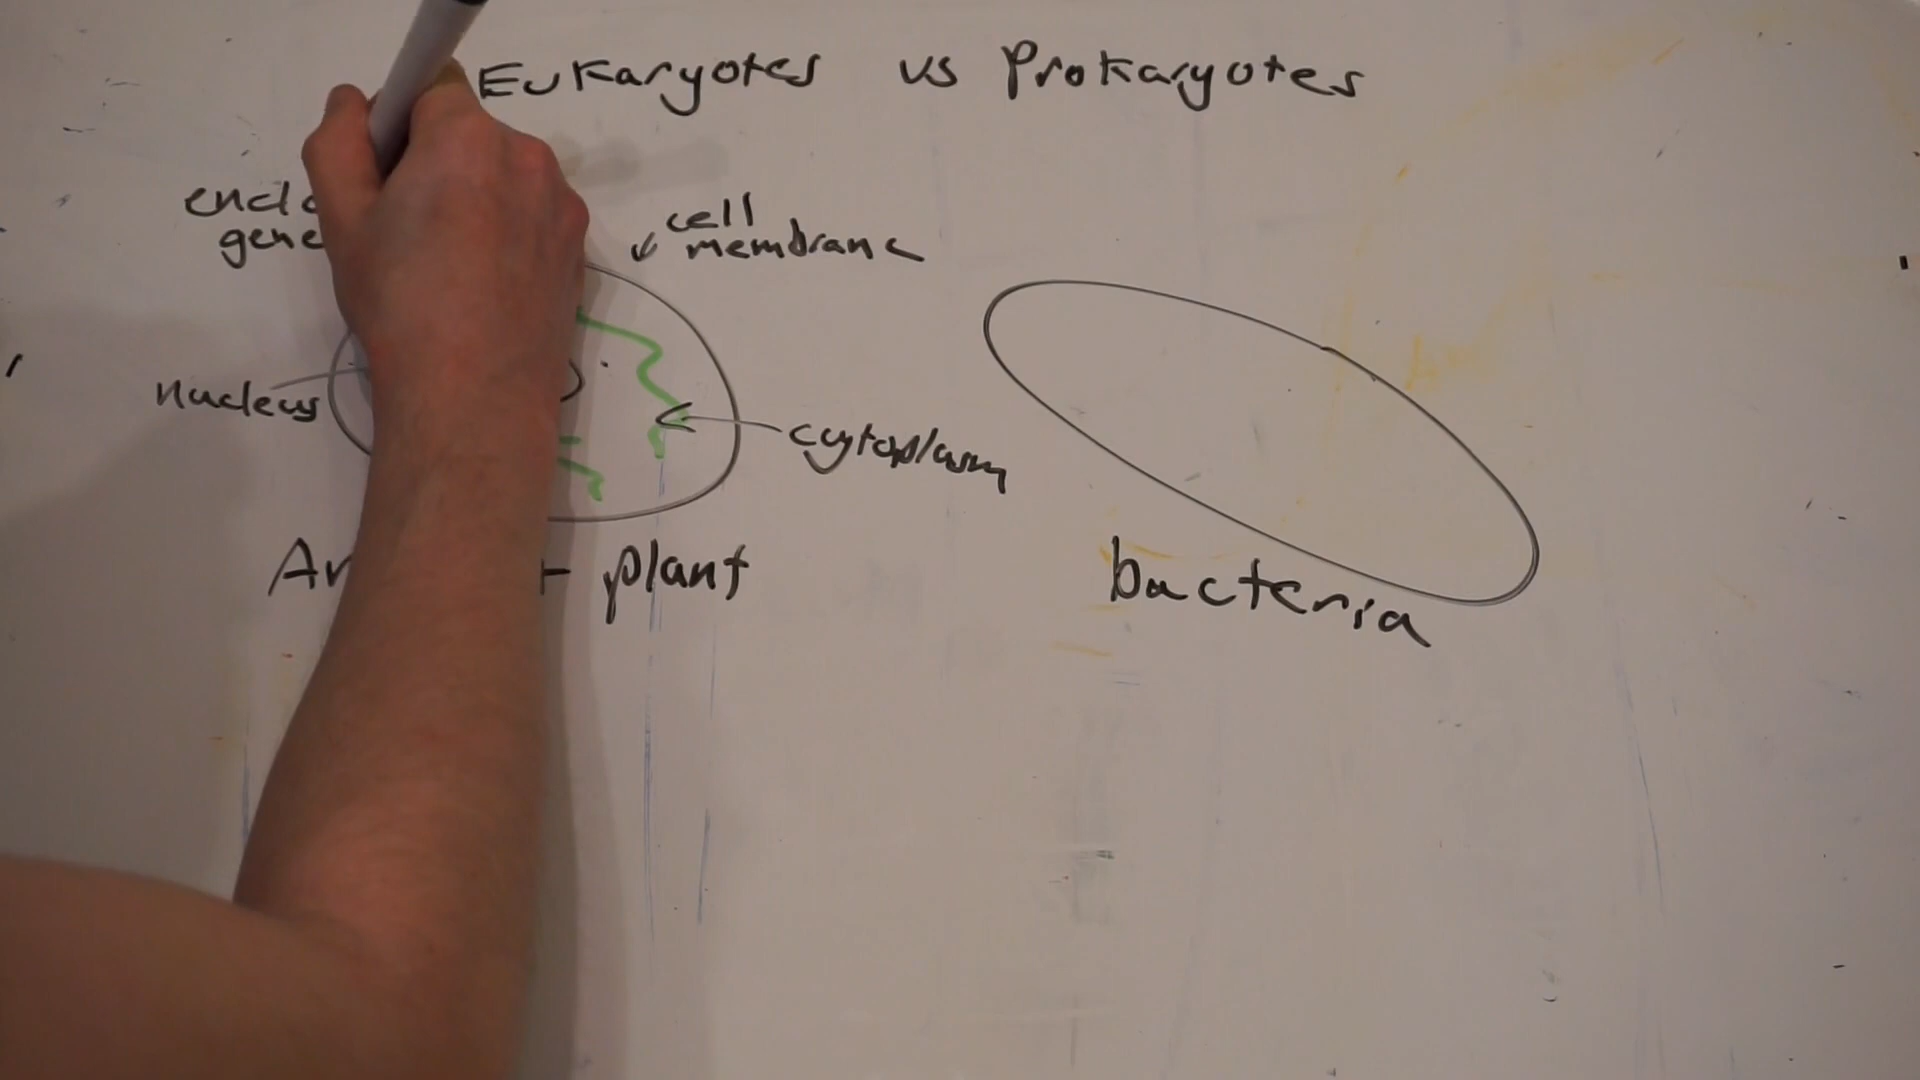 Eukaryotes vs Prokaryotes
cell
membrane
nucleus
cytoplasm
plant
bacteria